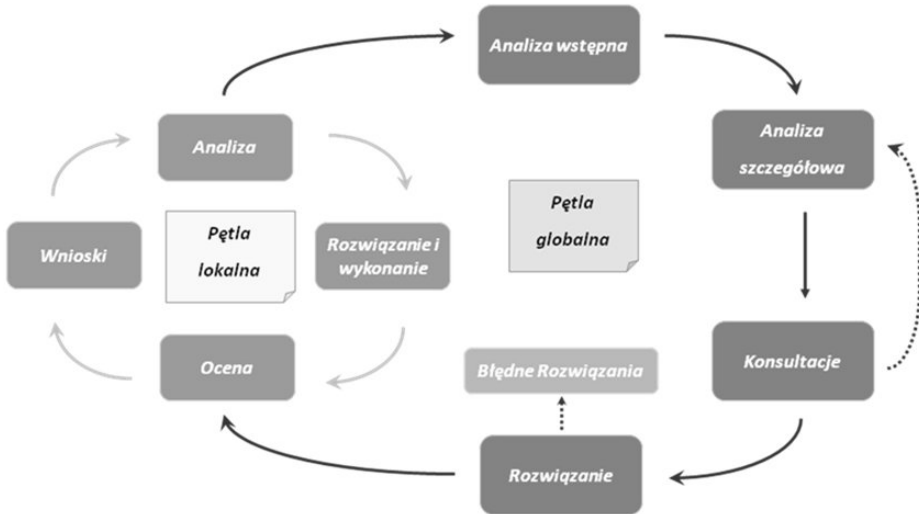 Analiza wstępna
Analiza
szczegółowa
Konsultacje
Rozwiązanie
Błędne Rozwiązania
Pętla
globalna
Analiza
Rozwiązanie i
wykonanie
Ocena
Wnioski
Pętla
lokalna